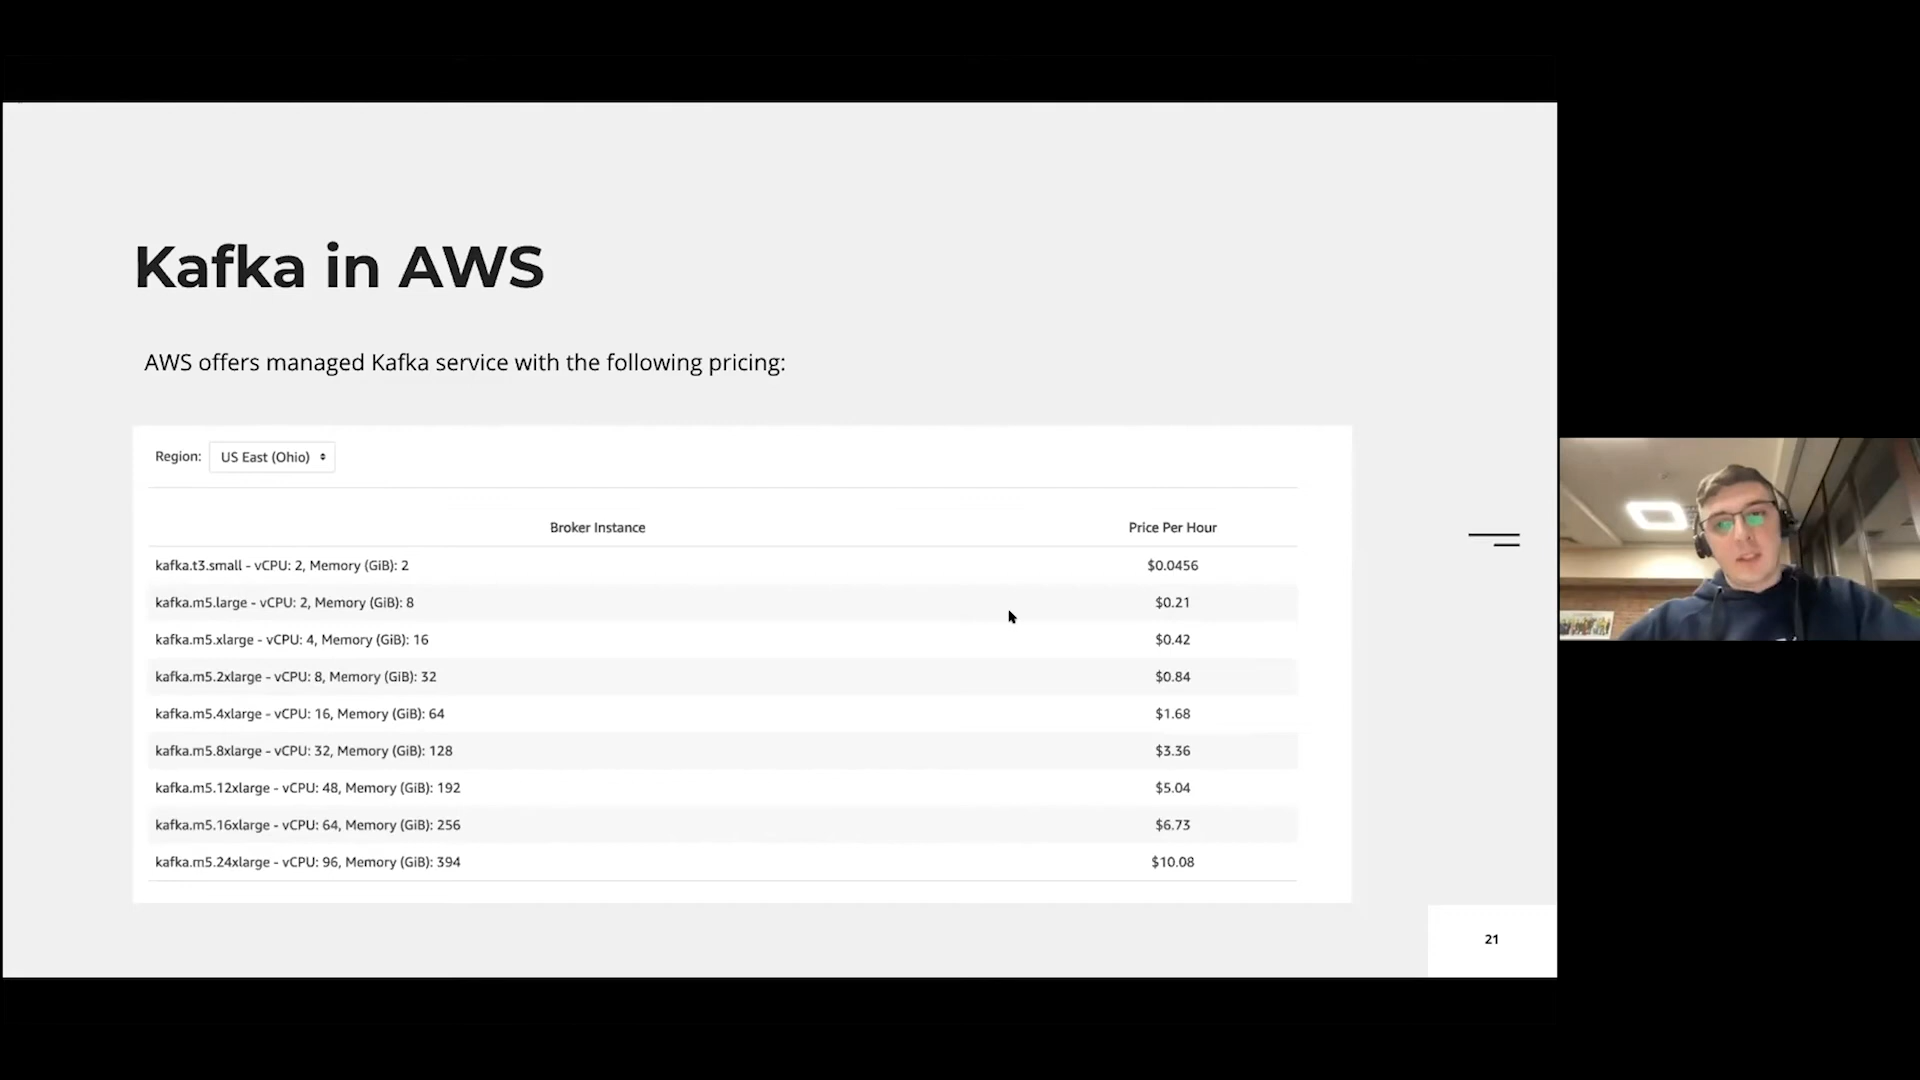 Kafka in AWS
AWS offers managed Kafka service with the following pricing:
Region: US East (Ohio)
Broker Instance Price Per Hour
kafka.t3.small - vCPU: 2, Memory (GiB): 2 $0.0456
kafka.m5.large - vCPU: 2, Memory (GiB): 8 $0.21
kafka.m5.xlarge - vCPU: 4, Memory (GiB): 16 $0.42
kafka.m5.2xlarge - vCPU: 8, Memory (GiB): 32 $0.84
kafka.m5.4xlarge - vCPU: 16, Memory (GiB): 64 $1.68
kafka.m5.8xlarge - vCPU: 32, Memory (GiB): 128 $3.36
kafka.m5.12xlarge - vCPU: 48, Memory (GiB): 192 $5.04
kafka.m5.16xlarge - vCPU: 64, Memory (GiB): 256 $6.73
kafka.m5.24xlarge - vCPU: 96, Memory (GiB): 394 $10.08
21